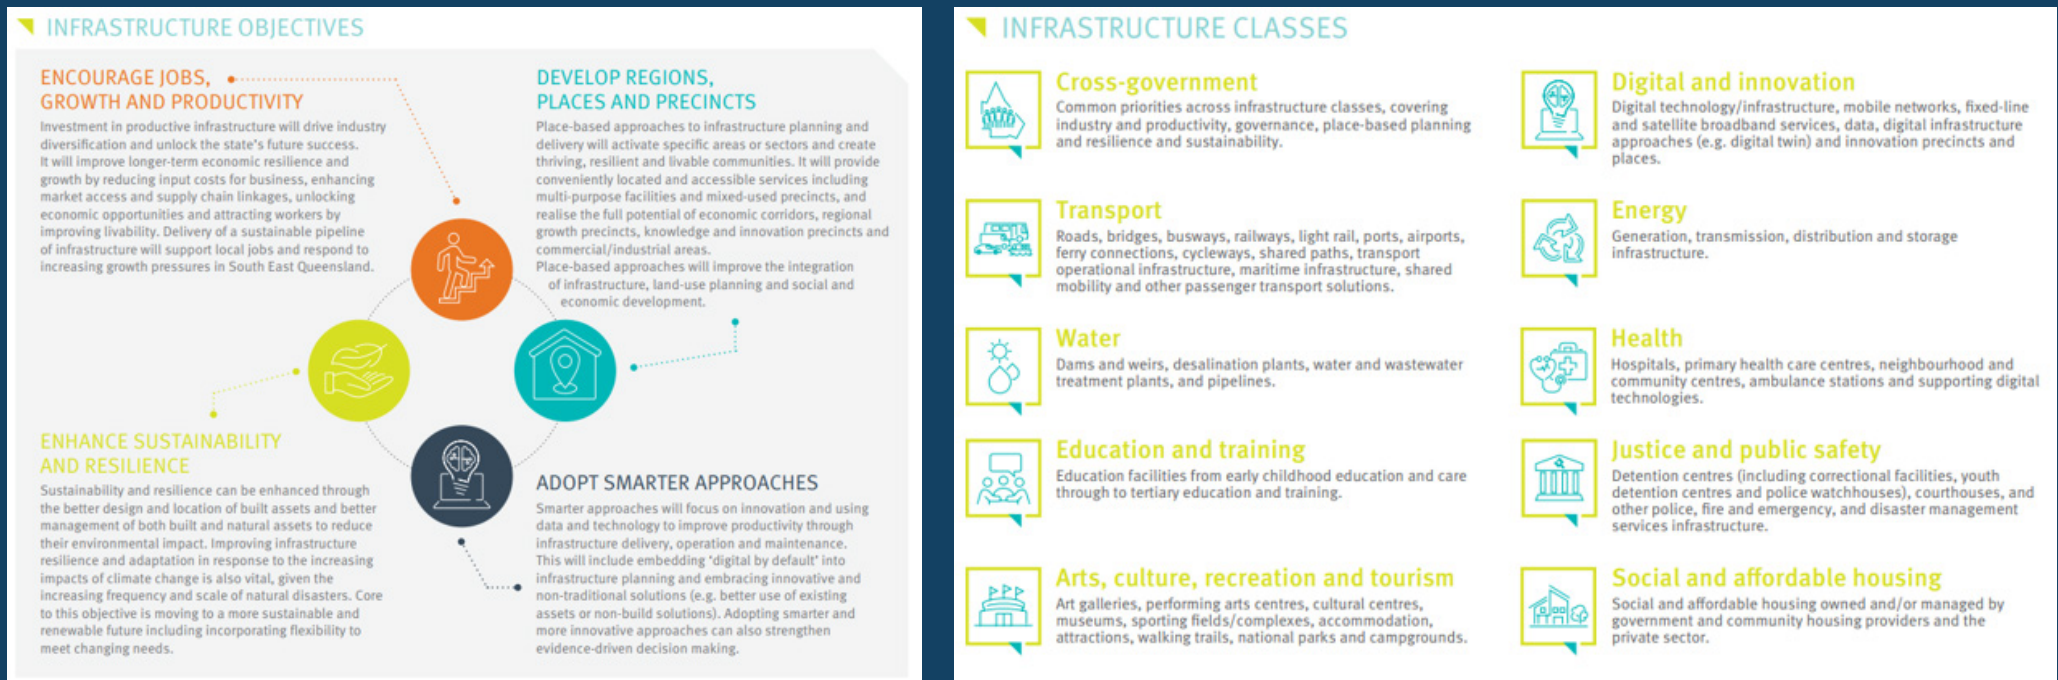 INFRASTRUCTURE OBJECTIVES
ENCOURAGE JOBS,
GROWTH AND PRODUCTIVITY
Investment in productive infrastructure will drive industry
diversification and unlock the state's future success.
It will improve longer-term economic resilience and
growth by reducing input costs for business, enhancing
market access and supply chain linkages, unlocking
economic opportunities and attracting workers by
improving livability. Delivery of a sustainable pipeline
of infrastructure will support local jobs and respond to
increasing growth pressures in South East Queensland.
DEVELOP REGIONS,
PLACES AND PRECINCTS
Place-based approaches to infrastructure planning and
delivery will activate specific areas or sectors and create
thriving, resilient and livable communities. It will provide
conveniently located and accessible services including
multi-purpose facilities and mixed-used precincts, and
realise the full potential of economic corridors, regional
growth precincts, knowledge and innovation precincts and
commercial/industrial areas.
Place-based approaches will improve the integration
of infrastructure, land-use planning and social and
economic development.
ENHANCE SUSTAINABILITY
AND RESILIENCE
Sustainability and resilience can be enhanced through
the better design and location of built assets and better
management of both built and natural assets to reduce
their environmental impact. Improving infrastructure
resilience and adaptation in response to the increasing
impacts of climate change is also vital, given the
increasing frequency and scale of natural disasters. Core
to this objective is moving to a more sustainable and
renewable future including incorporating flexibility to
meet changing needs.
ADOPT SMARTER APPROACHES
Smarter approaches will focus on innovation and using
data and technology to improve productivity through
infrastructure delivery, operation and maintenance.
This will include embedding 'digital by default' into
infrastructure planning and embracing innovative and
non-traditional solutions (e.g. better use of existing
assets or non-build solutions). Adopting smarter and
more innovative approaches can also strengthen
evidence-driven decision making.
INFRASTRUCTURE CLASSES
Cross-government
Common priorities across infrastructure classes, covering
industry and productivity, governance, place-based planning
and resilience and sustainability.
Transport
Roads, bridges, busways, railways, light rail, ports, airports,
ferry connections, cycleways, shared paths, transport
operational infrastructure, maritime infrastructure, shared
mobility and other passenger transport solutions.
Water
Dams and weirs, desalination plants, water and wastewater
treatment plants, and pipelines.
Education and training
Education facilities from early childhood education and care
through to tertiary education and training.
Arts, culture, recreation and tourism
Art galleries, performing arts centres, cultural centres,
museums, sporting fields/complexes, accommodation,
attractions, walking trails, national parks and campgrounds.
Digital and innovation
Digital technology/infrastructure, mobile networks, fixed-line
and satellite broadband services, data, digital infrastructure
approaches (e.g. digital twin) and innovation precincts and
places.
Energy
Generation, transmission, distribution and storage
infrastructure.
Health
Hospitals, primary health care centres, neighbourhood and
community centres, ambulance stations and supporting digital
technologies.
Justice and public safety
Detention centres (including correctional facilities, youth
detention centres and police watchhouses), courthouses, and
other police, fire and emergency, and disaster management
services infrastructure.
Social and affordable housing
Social and affordable housing owned and/or managed by
government and community housing providers and the
private sector.